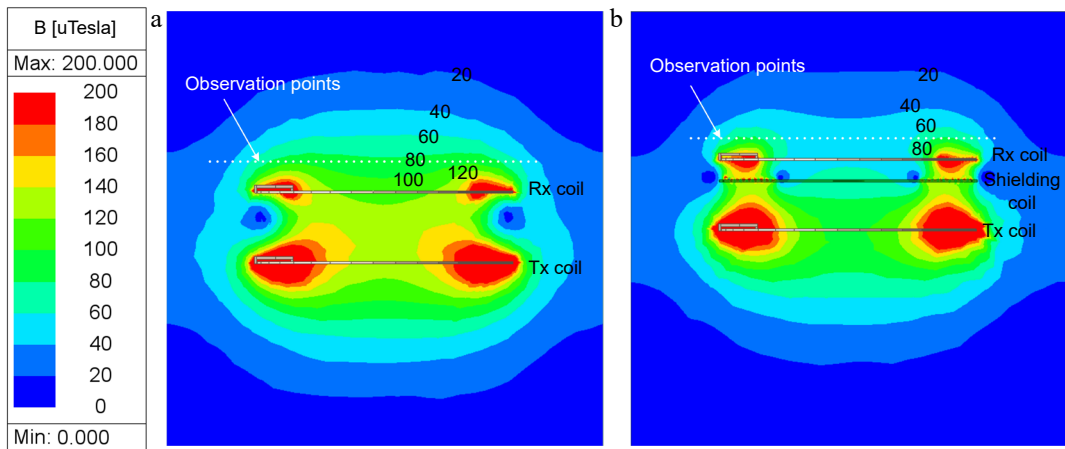 B [uTesla]
Max: 200.000
200
180
160
140
120
100
80
60
40
20
0
Min: 0.000
a
Observation points
20
40
60
80
100
120
Rx coil
Tx coil
b
Observation points
20
40
60
80
Rx coil
Shielding
coil
Tx coil